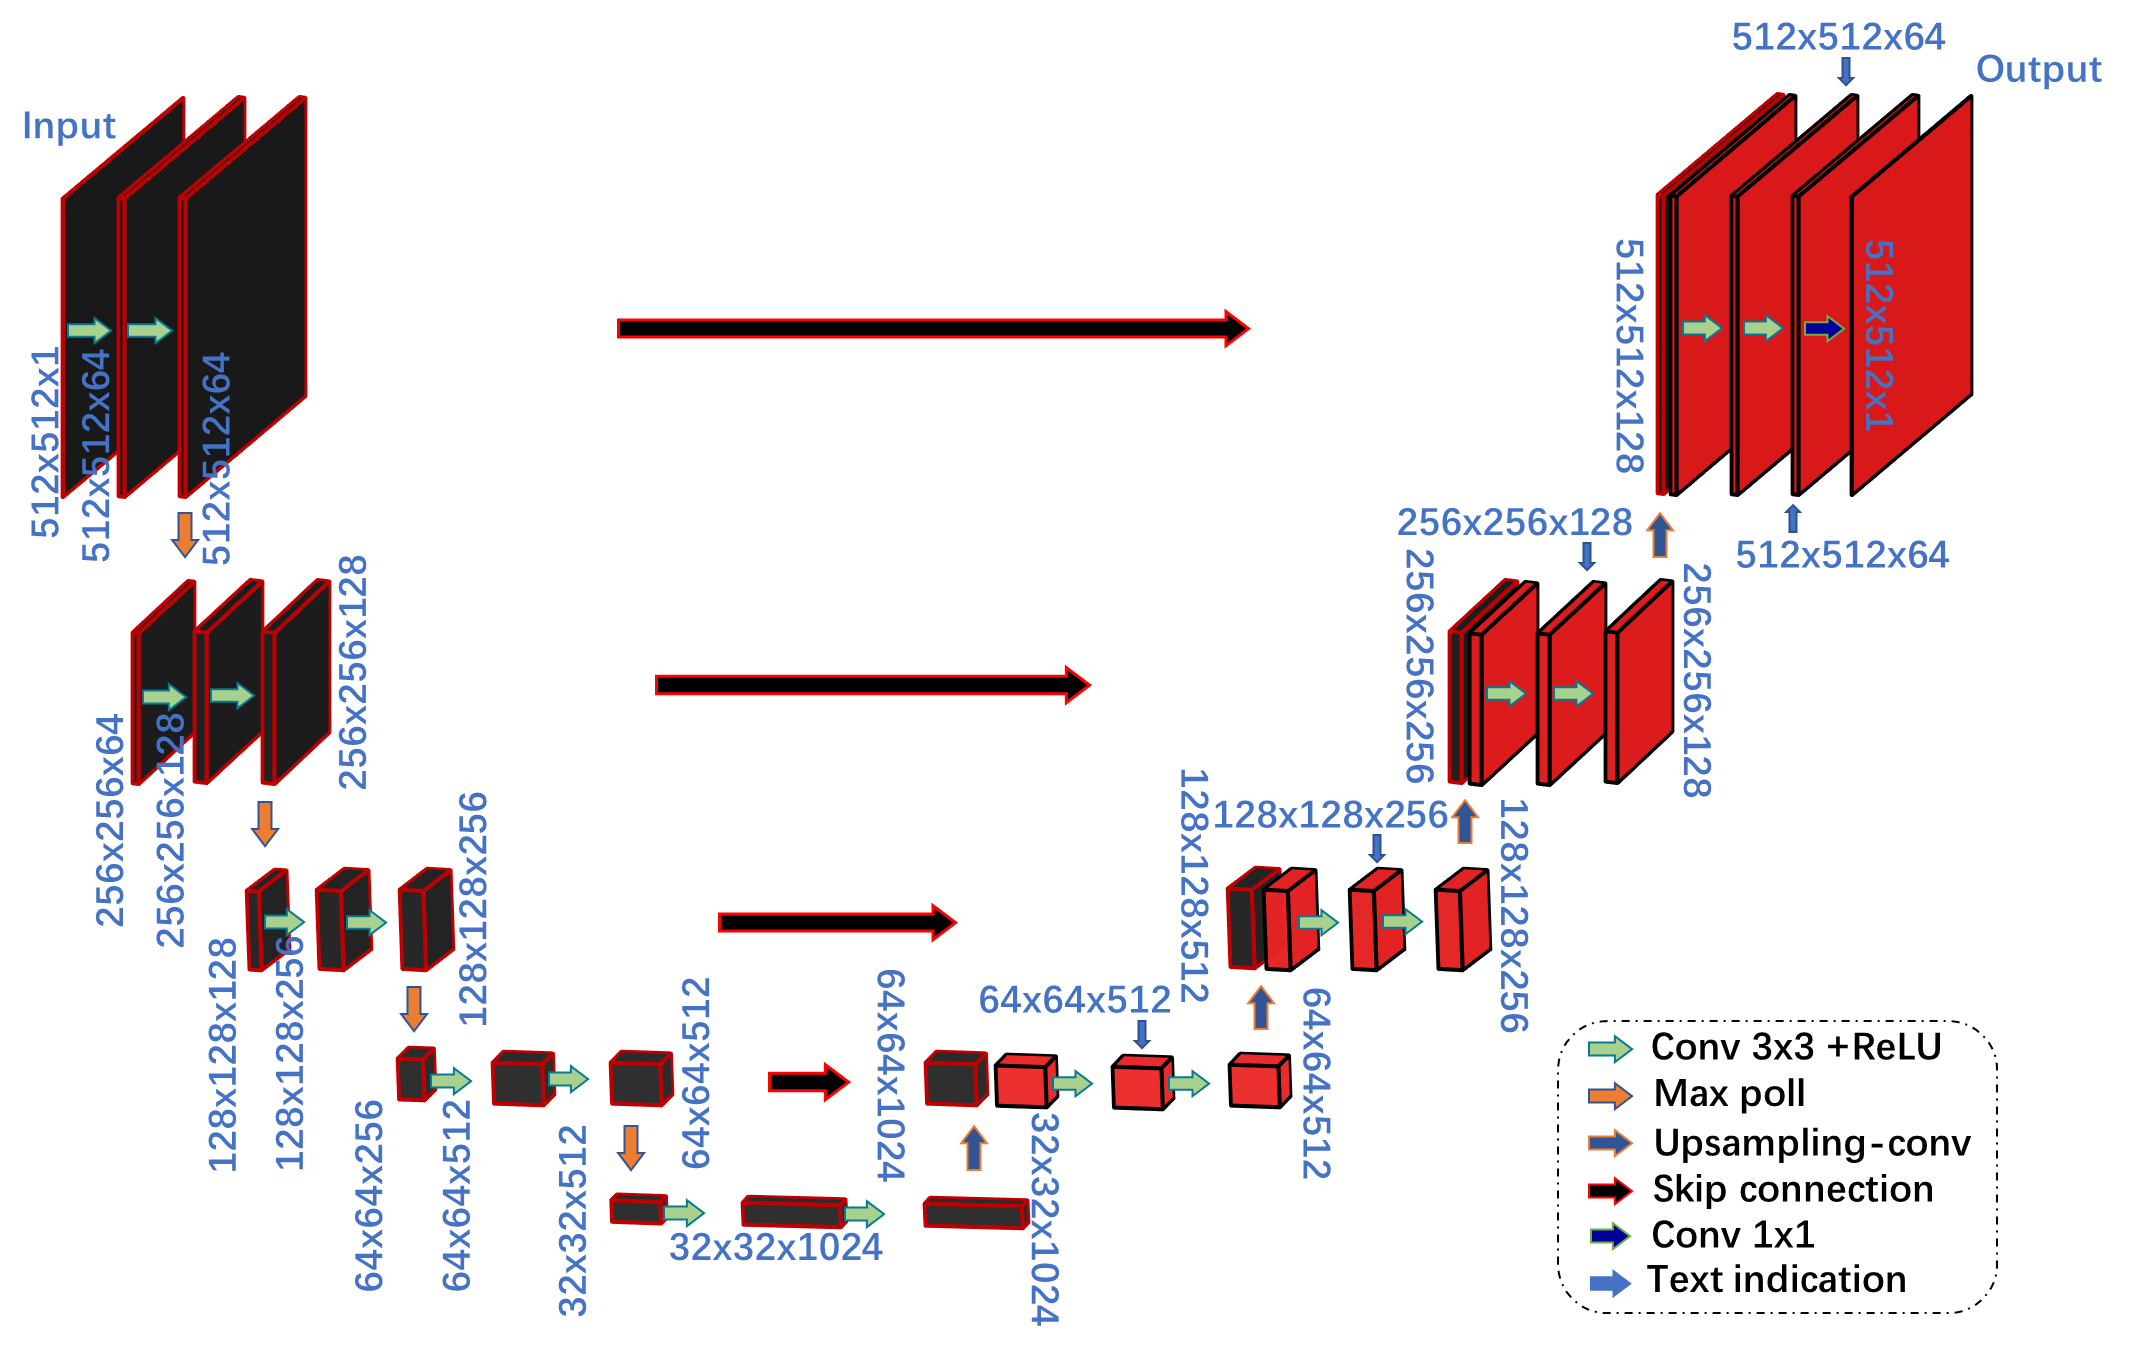 Input
512x512x1
512x512x64
512x512x64
256x256x64
256x256x128
256x256x128
128x128x128
128x128x256
128x128x256
64x64x256
64x64x512
64x64x512
32x32x512
32x32x1024
32x32x1024
64x64x1024
64x64x512
64x64x512
128x128x512
128x128x256
128x128x256
256x256x256
256x256x128
256x256x128
512x512x128
512x512x64
512x512x64
512x512x1
Output
Conv 3x3 +ReLU
Max poll
Upsampling-conv
Skip connection
Conv 1x1
Text indication